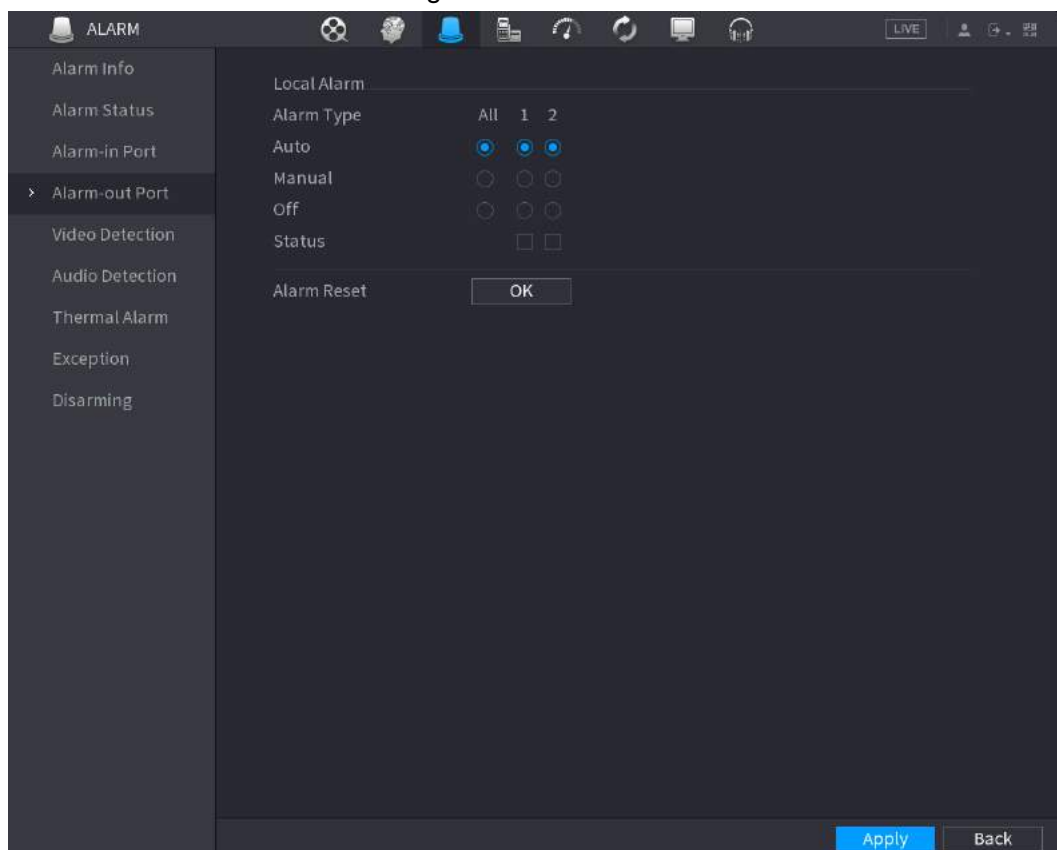 ALARM LIVE
Alarm Info
Local Alarm
Alarm Status
Alarm Type All 1 2
Alarm-in Port
Auto
Manual
Alarm-out Port
Off
Video Detection
Status
Audio Detection
Alarm Reset OK
Thermal Alarm
Exception
Disarming
Apply Back